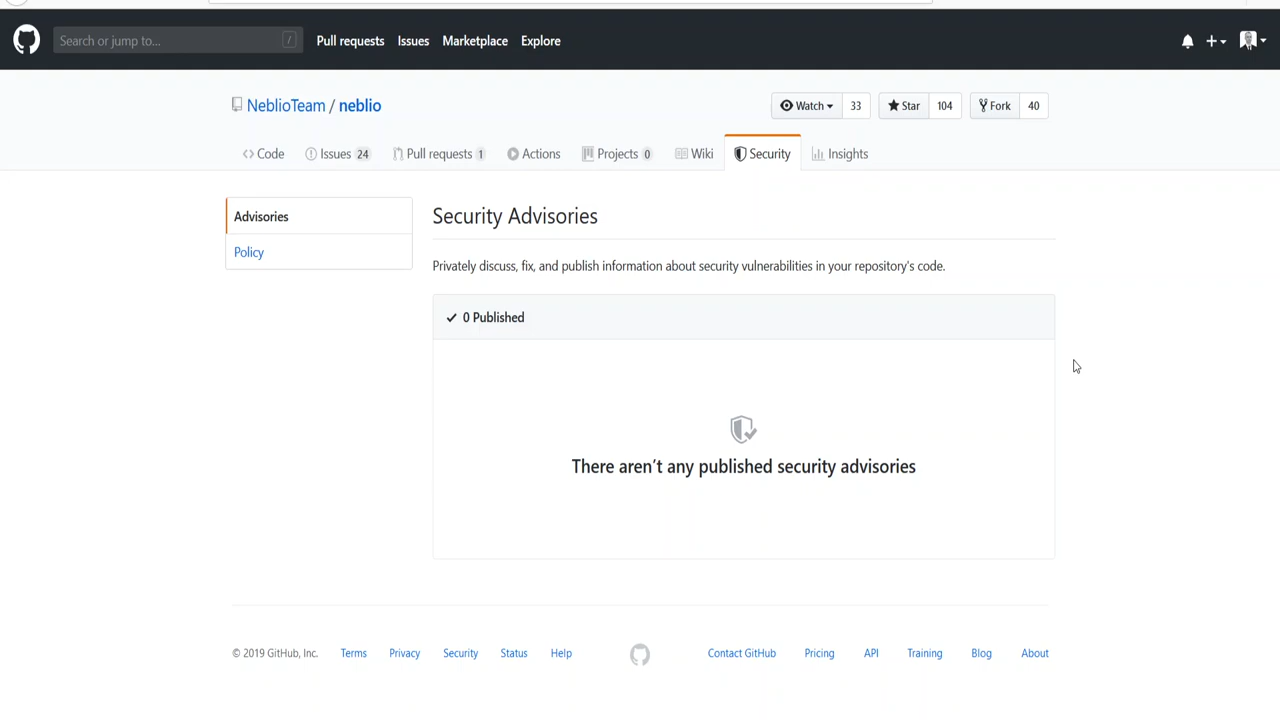 Search or jump to... / Pull requests Issues Marketplace Explore
NeblioTeam / neblio Watch 33 Star 104 Fork 40
Code Issues 24 Pull requests 1 Actions Projects 0 Wiki Security Insights
Advisories
Policy
Security Advisories
Privately discuss, fix, and publish information about security vulnerabilities in your repository's code.
0 Published
There aren't any published security advisories
© 2019 GitHub, Inc. Terms Privacy Security Status Help Contact GitHub Pricing API Training Blog About